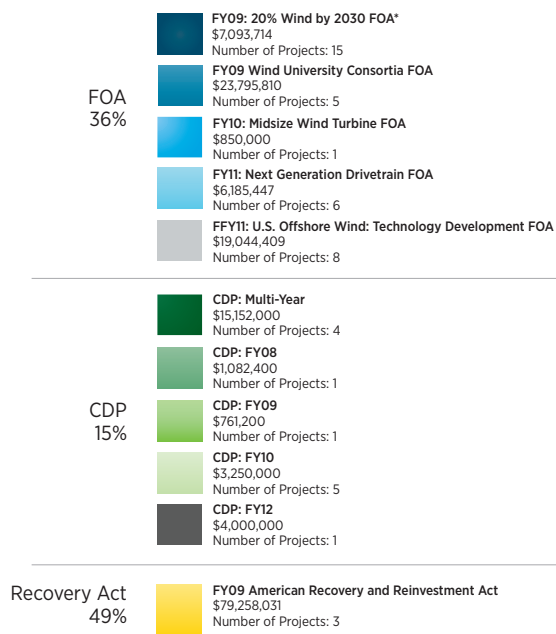 FOA
36%
FY09: 20% Wind by 2030 FOA*
$7,093,714
Number of Projects: 15
FY09 Wind University Consortia FOA
$23,795,810
Number of Projects: 5
FY10: Midsize Wind Turbine FOA
$850,000
Number of Projects: 1
FY11: Next Generation Drivetrain FOA
$6,185,447
Number of Projects: 6
FFY11: U.S. Offshore Wind: Technology Development FOA
$19,044,409
Number of Projects: 8
CDP
15%
CDP: Multi-Year
$15,152,000
Number of Projects: 4
CDP: FY08
$1,082,400
Number of Projects: 1
CDP: FY09
$761,200
Number of Projects: 1
CDP: FY10
$3,250,000
Number of Projects: 5
CDP: FY12
$4,000,000
Number of Projects: 1
Recovery Act
49%
FY09 American Recovery and Reinvestment Act
$79,258,031
Number of Projects: 3